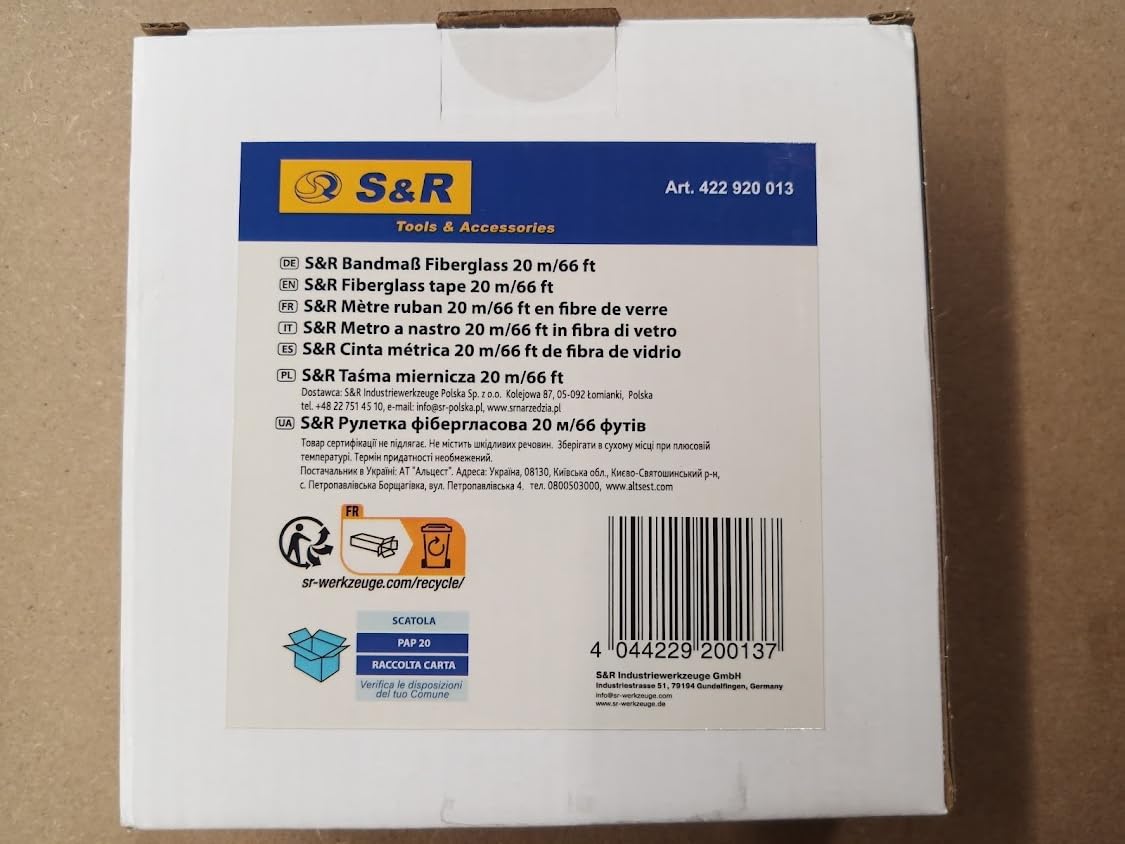 S&R
Art. 422 920 013
Tools & Accessories
DE S&R Bandmaß Fiberglass 20 m/66 ft
EN S&R Fiberglass tape 20 m/66 ft
FR S&R Mètre ruban 20 m/66 ft en fibre de verre
IT S&R Metro a nastro 20 m/66 ft in fibra di vetro
ES S&R Cinta métrica 20 m/66 ft de fibra de vidrio
PL S&R Taśma miernicza 20 m/66 ft
Dostawca: S&R Industriewerkzeuge Polska Sp. z o.o. Kolejowa 87, 05-092 Łomianki, Polska
tel. +48 22 751 45 10, e-mail: info@sr-polska.pl, www.srnarzedzia.pl
UA S&R Рулетка фібергласова 20 м/66 футів
Товар сертифікації не підлягає. Не містить шкідливих речовин. Зберігати в сухому місці при плюсовій
температурі. Термін придатності необмежений.
Постачальник в Україні: АТ "Альцест". Адреса: Україна, 08130, Київська обл., Києво-Святошинський р-н,
с. Петропавлівська Борщагівка, вул. Петропавлівська 4. тел. 0800503000, www.altsest.com
FR
sr-werkzeuge.com/recycle/
SCATOLA
PAP 20
RACCOLTA CARTA
Verifica le disposizioni
del tuo Comune
4 044229 200137
S&R Industriewerkzeuge GmbH
Industriestrasse 51, 79194 Gundelfingen, Germany
info@sr-werkzeuge.com
www.sr-werkzeuge.de